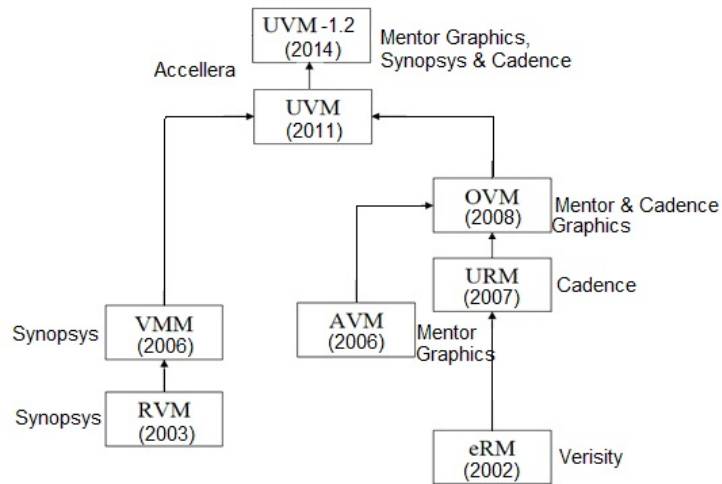 UVM -1.2
(2014)
Mentor Graphics,
Synopsys & Cadence
Accellera
UVM
(2011)
OVM
(2008)
Mentor & Cadence
Graphics
URM
(2007)
Cadence
Synopsys
VMM
(2006)
AVM
(2006)
Mentor
Graphics
Synopsys
RVM
(2003)
eRM
(2002)
Verisity